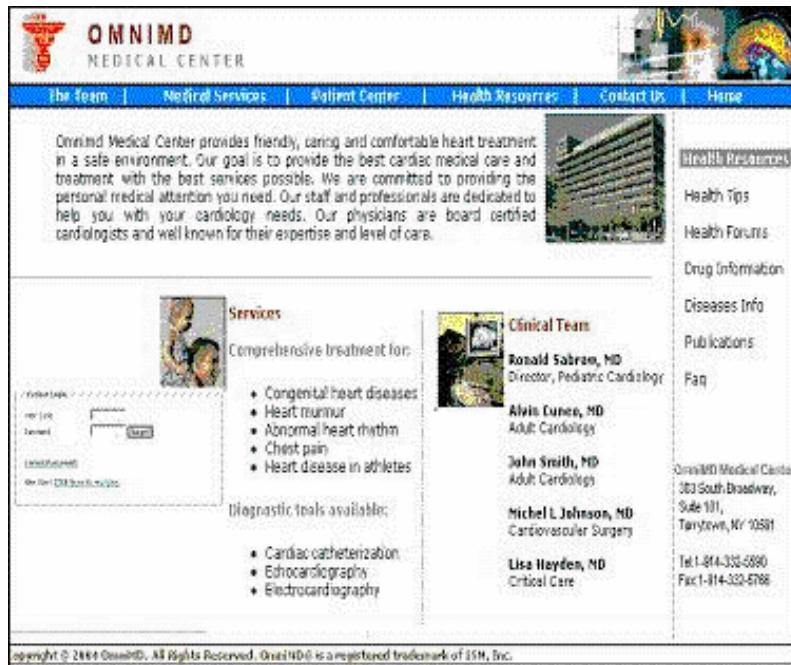 OMNIMD
MEDICAL CENTER
The Team | Medical Services | Patient Center | Health Resources | Contact Us | Home
Omnimd Medical Center provides friendly, caring and comfortable heart treatment
in a safe environment. Our goal is to provide the best cardiac medical care and
treatment with the best services possible. We are committed to providing the
personal medical attention you need. Our staff and professionals are dedicated to
help you with your cardiology needs. Our physicians are board certified
cardiologists and well known for their expertise and level of care.
Health Resources
Health Tips
Health Forums
Drug Information
Diseases Info
Publications
Faq
Services
Comprehensive treatment for:
• Congenital heart diseases
• Heart murmur
• Abnormal heart rhythm
• Chest pain
• Heart disease in athletes
Diagnostic tools available:
• Cardiac catheterization
• Echocardiography
• Electrocardiography
Clinical Team
Ronald Sabrow, MD
Director, Pediatric Cardiology
Alvin Cuneo, MD
Adult Cardiology
John Smith, MD
Adult Cardiology
Michel L Johnson, MD
Cardiovascular Surgery
Lisa Hayden, MD
Critical Care
OmniMD Medical Cente
303 South Broadway,
Suite 101,
Tarrytown, NY 10591
Tel:1-914-332-5590
Fax:1-914-332-5766
opyright © 2004 OmniMD. All Rights Reserved. OmniMD® is a registered trademark of ISM, Inc.